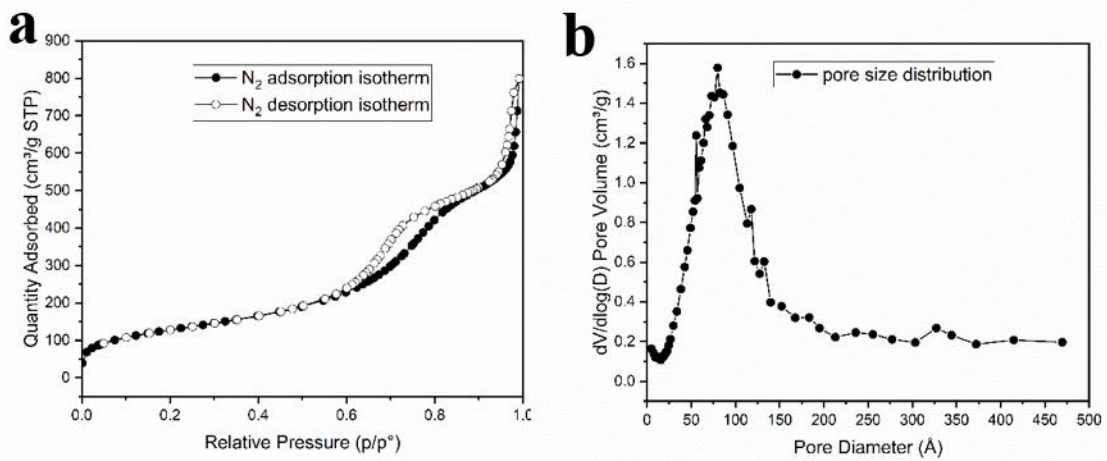 a
900
800
700
600
500
400
300
200
100
0
Quantity Adsorbed (cm³/g STP)
N₂ adsorption isotherm
N₂ desorption isotherm
0.0 0.2 0.4 0.6 0.8 1.0
Relative Pressure (p/p°)
b
1.6
1.4
1.2
1.0
0.8
0.6
0.4
0.2
0.0
dV/dlog(D) Pore Volume (cm³/g)
pore size distribution
0 50 100 150 200 250 300 350 400 450 500
Pore Diameter (Å)